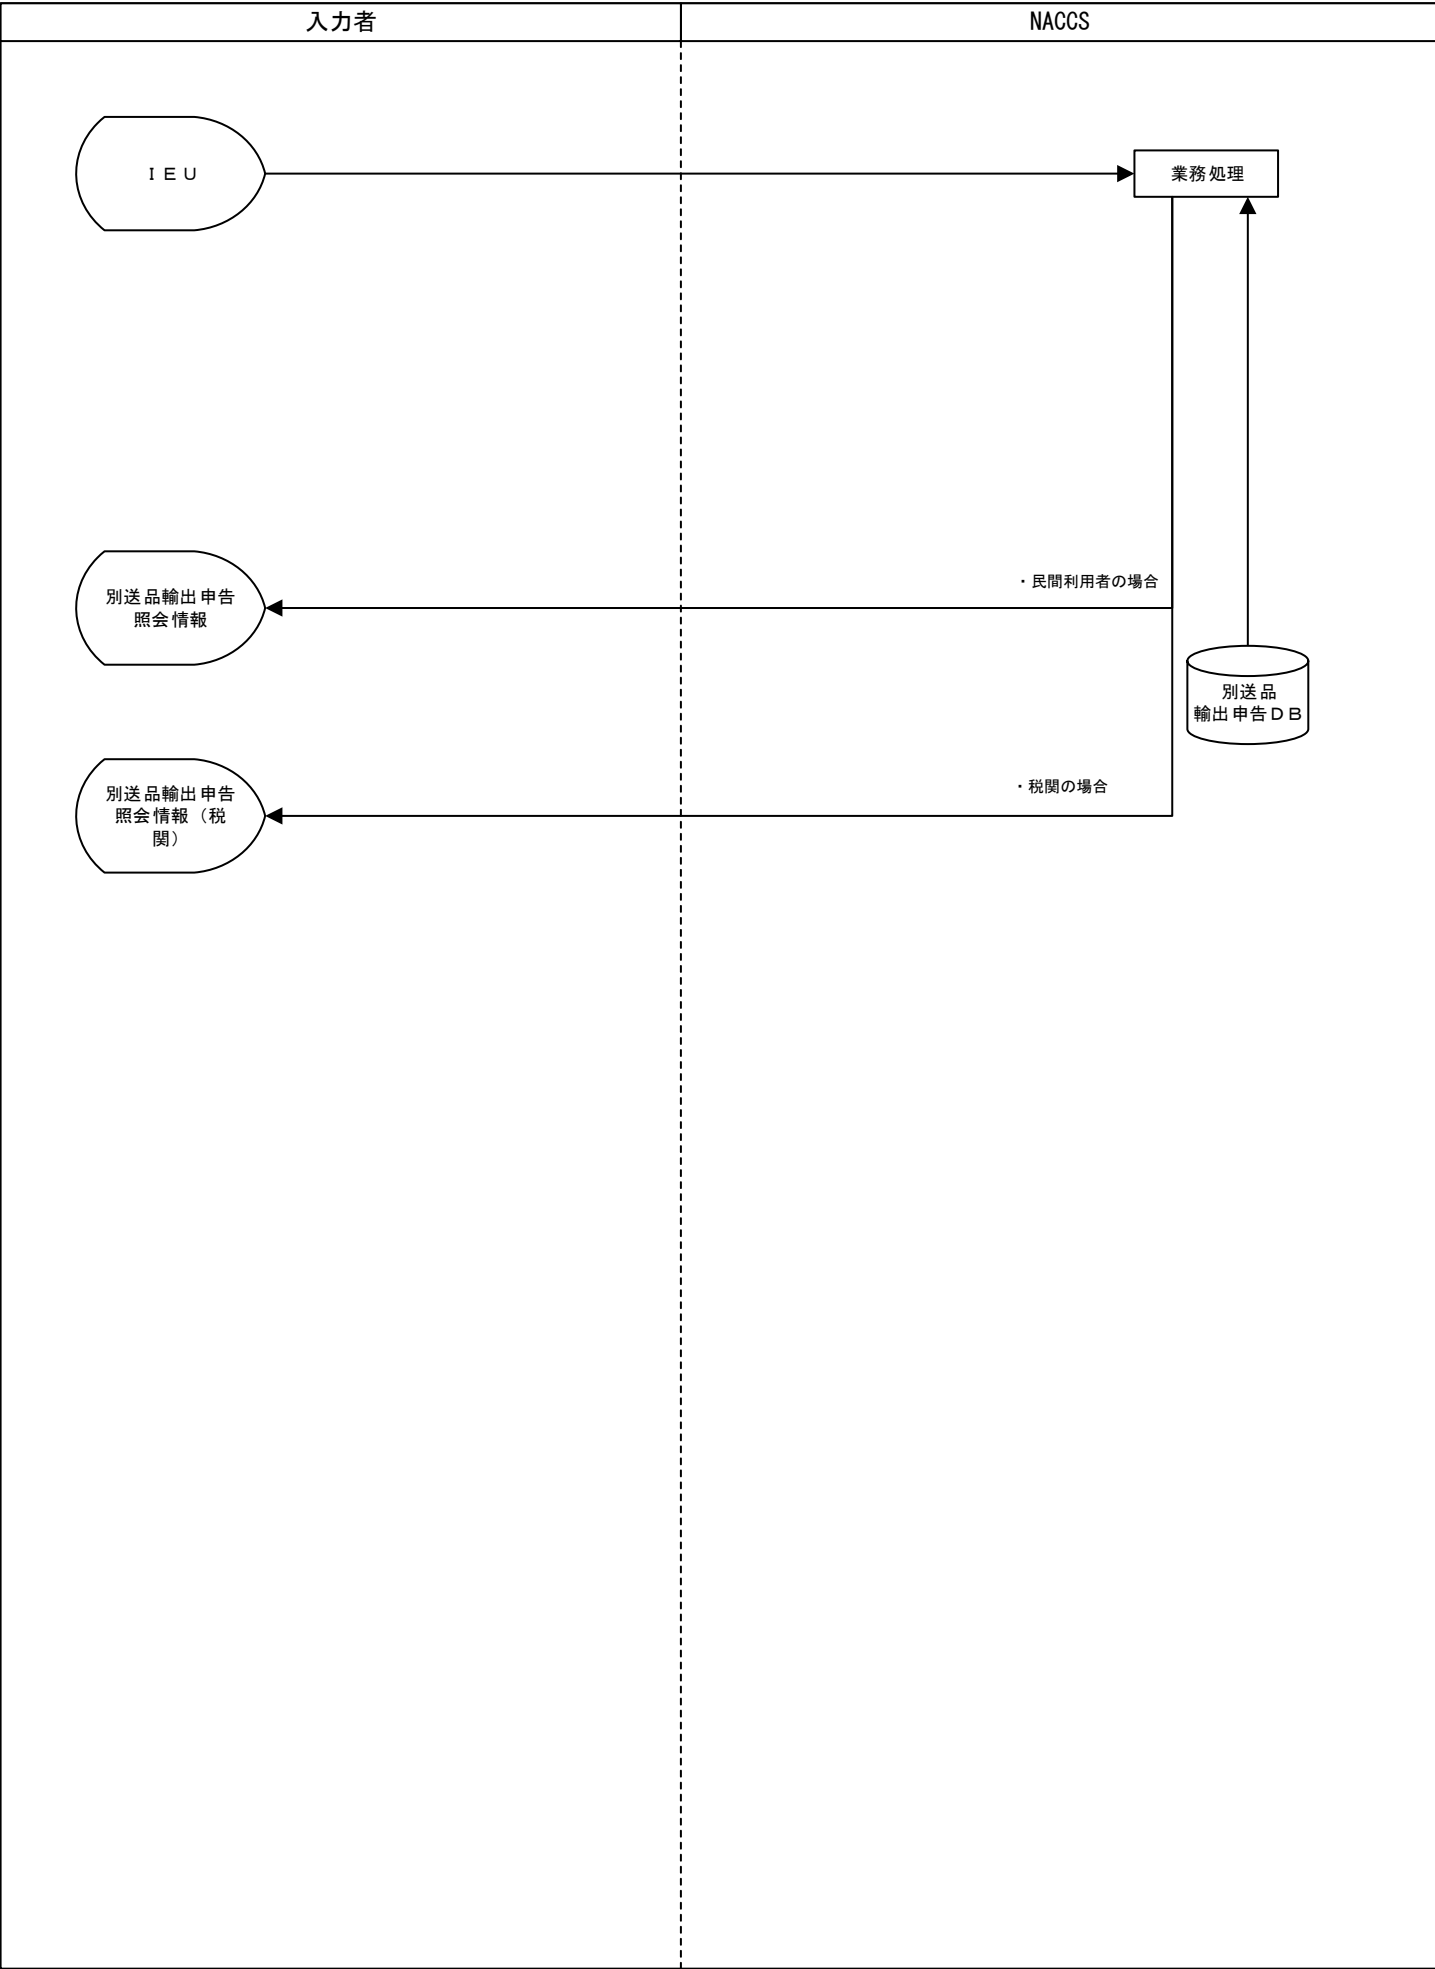 入力者
NACCS
ＩＥＵ
業務処理
・民間利用者の場合
別送品輸出申告
照会情報
別送品
輸出申告ＤＢ
・税関の場合
別送品輸出申告
照会情報（税
関）